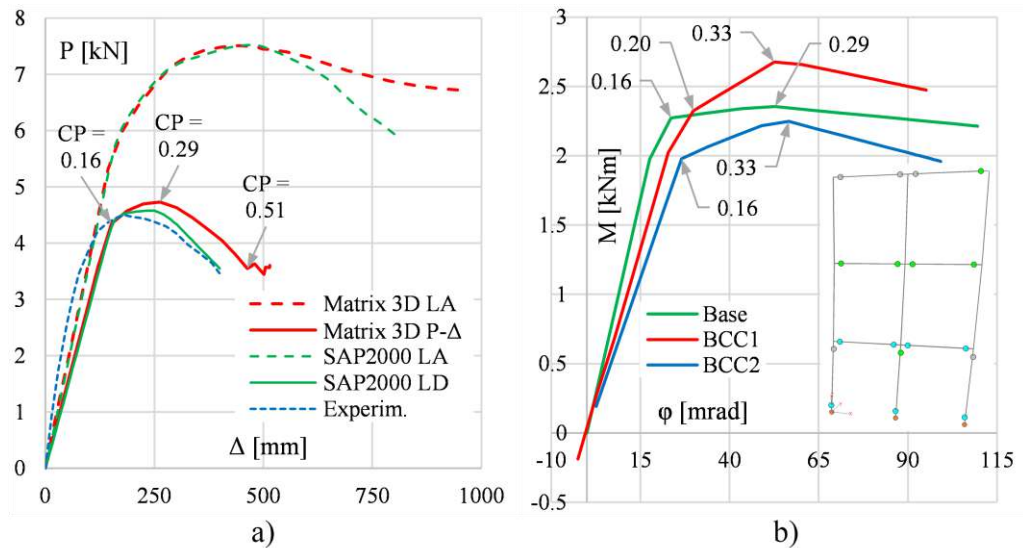 8
7
6
5
4
3
2
1
0
P [kN]
CP =
0.16
CP =
0.29
CP =
0.51
Matrix 3D LA
Matrix 3D P-Δ
SAP2000 LA
SAP2000 LD
Experim.
Δ [mm]
0
250
500
750
1000
a)
3
2.5
2
1.5
1
0.5
0
-0.5
M [kNm]
0.33
0.20
0.29
0.16
0.33
0.16
Base
BCC1
BCC2
φ [mrad]
-10
15
40
65
90
115
b)